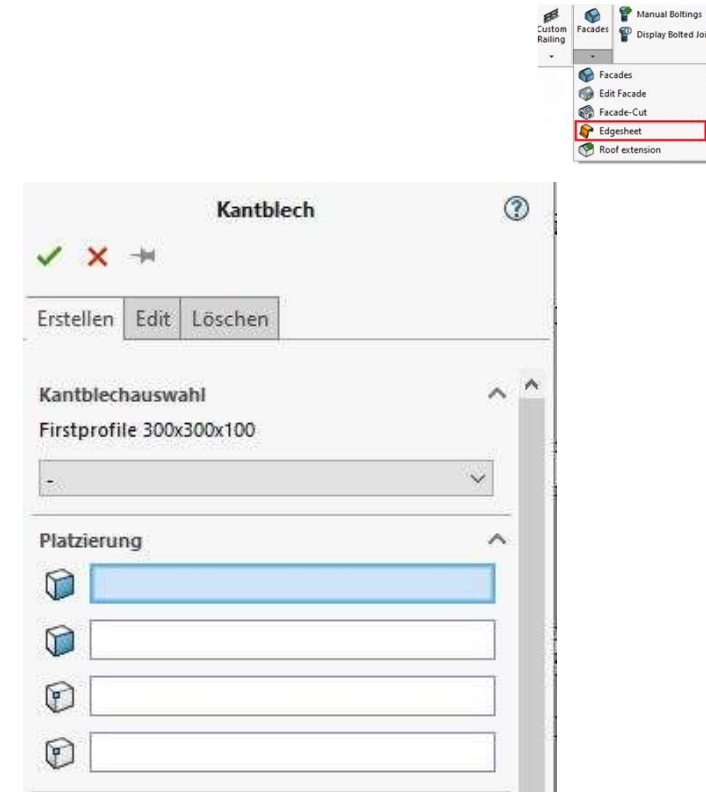 Custom
Railing
Facades
Manual Boltings
Display Bolted Joi
Facades
Edit Facade
Facade-Cut
Edgesheet
Roof extension
Kantblech
Erstellen Edit Löschen
Kantblechauswahl
Firstprofile 300x300x100
-
Platzierung